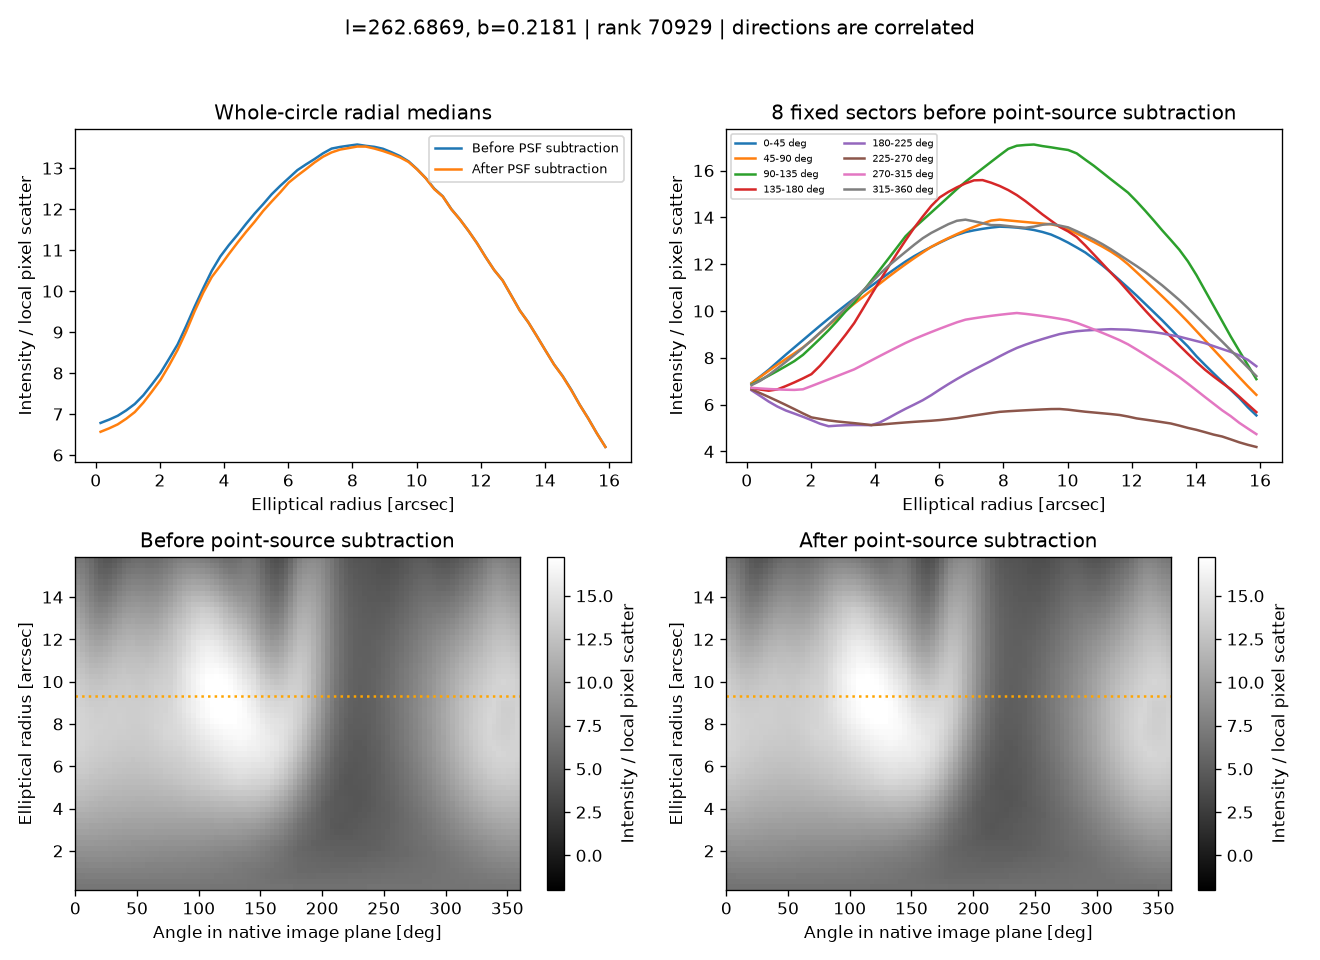 l=262.6869, b=0.2181 | rank 70929 | directions are correlated
Whole-circle radial medians
Intensity / local pixel scatter
13
12
11
10
9
8
7
6
Before PSF subtraction
After PSF subtraction
0 2 4 6 8 10 12 14 16
Elliptical radius [arcsec]
8 fixed sectors before point-source subtraction
Intensity / local pixel scatter
16
14
12
10
8
6
4
0-45 deg
45-90 deg
90-135 deg
135-180 deg
180-225 deg
225-270 deg
270-315 deg
315-360 deg
0 2 4 6 8 10 12 14 16
Elliptical radius [arcsec]
Before point-source subtraction
Elliptical radius [arcsec]
14
12
10
8
6
4
2
0 50 100 150 200 250 300 350
Angle in native image plane [deg]
15.0
12.5
10.0
7.5
5.0
2.5
0.0
Intensity / local pixel scatter
After point-source subtraction
Elliptical radius [arcsec]
14
12
10
8
6
4
2
0 50 100 150 200 250 300 350
Angle in native image plane [deg]
15.0
12.5
10.0
7.5
5.0
2.5
0.0
Intensity / local pixel scatter